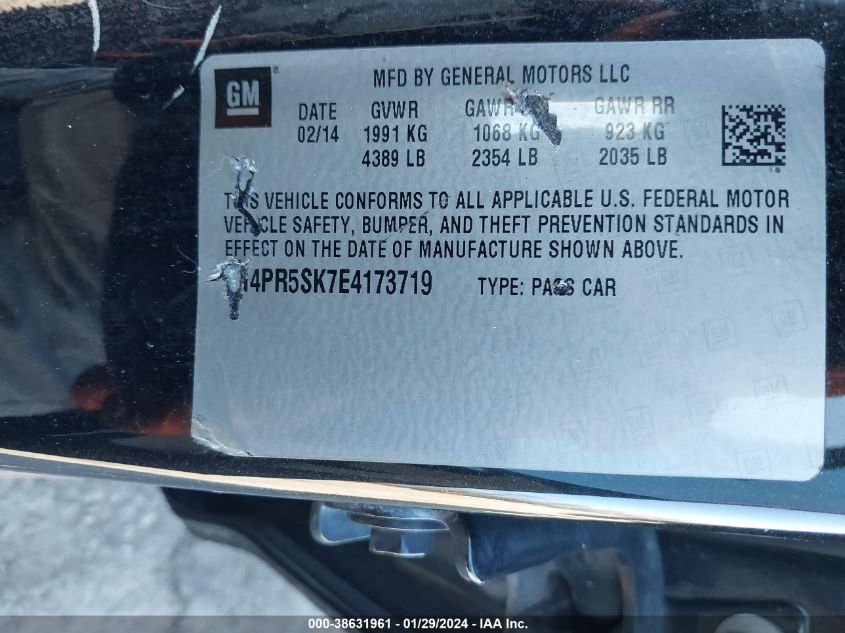 GM
MFD BY GENERAL MOTORS LLC
DATE GVWR GAWR GAWR RR
02/14 1991 KG 1068 KG 923 KG
4389 LB 2354 LB 2035 LB
THIS VEHICLE CONFORMS TO ALL APPLICABLE U.S. FEDERAL MOTOR
VEHICLE SAFETY, BUMPER, AND THEFT PREVENTION STANDARDS IN
EFFECT ON THE DATE OF MANUFACTURE SHOWN ABOVE.
4PR5SK7E4173719 TYPE: PASS CAR
000-38631961 - 01/29/2024 - IAA Inc.